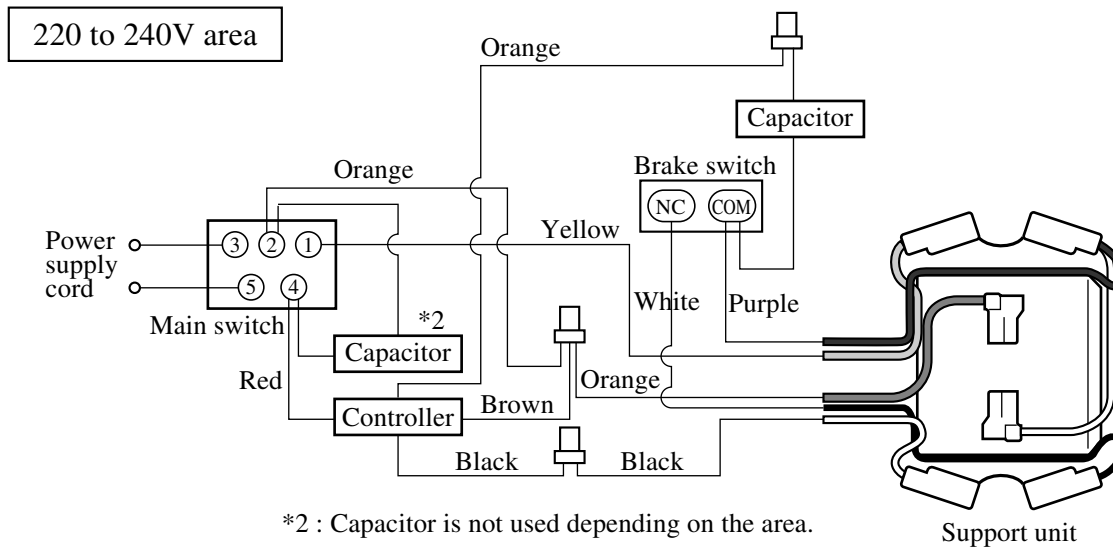 220 to 240V area
Orange
Capacitor
Orange
Brake switch
NC
COM
Power
supply
cord
3
2
1
5
4
Main switch
Yellow
White
Purple
*2
Capacitor
Red
Orange
Controller
Brown
Black
Black
*2 : Capacitor is not used depending on the area.
Support unit